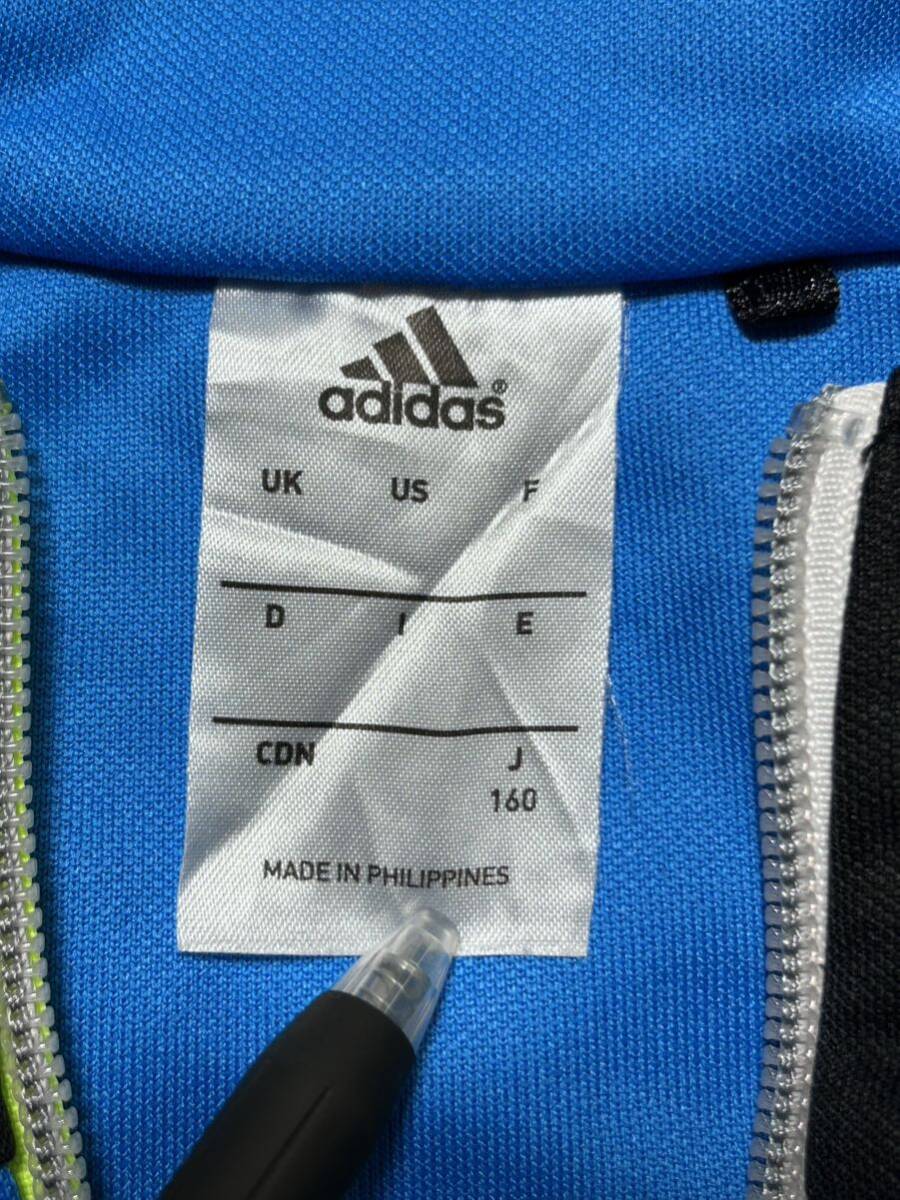 adidas®
UK US F
D I E
CDN J
160
MADE IN PHILIPPINES